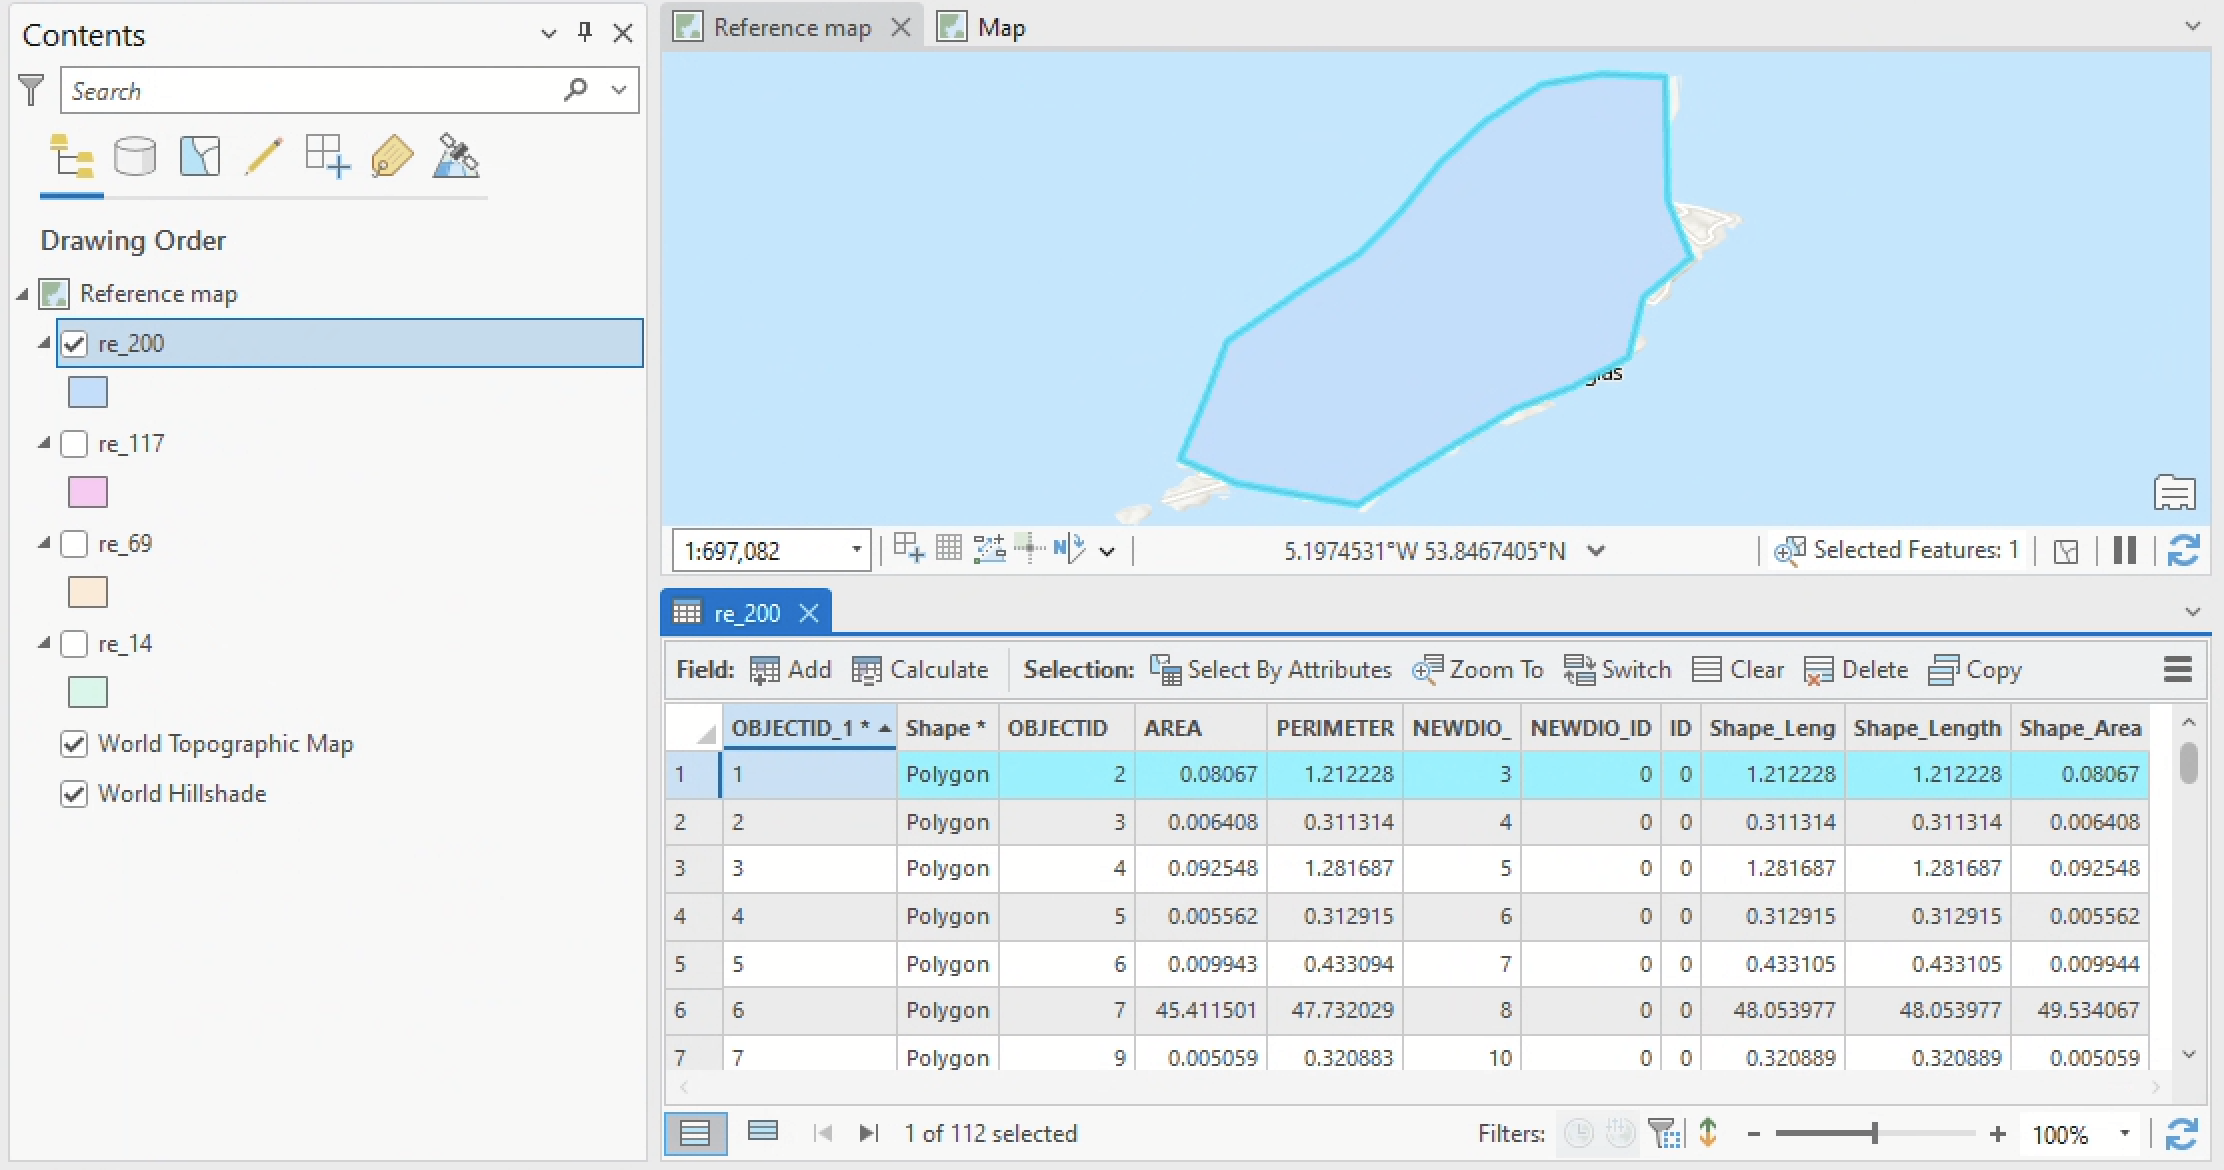 Contents
Search
Drawing Order
Reference map
re_200
re_117
re_69
re_14
World Topographic Map
World Hillshade
Reference map Map
1:697,082 5.1974531°W 53.8467405°N Selected Features: 1
re_200
Field: Add Calculate Selection: Select By Attributes Zoom To Switch Clear Delete Copy
OBJECTID_1 * Shape * OBJECTID AREA PERIMETER NEWDIO_ NEWDIO_ID ID Shape_Leng Shape_Length Shape_Area
1 1 Polygon 2 0.08067 1.212228 3 0 0 1.212228 1.212228 0.08067
2 2 Polygon 3 0.006408 0.311314 4 0 0 0.311314 0.311314 0.006408
3 3 Polygon 4 0.092548 1.281687 5 0 0 1.281687 1.281687 0.092548
4 4 Polygon 5 0.005562 0.312915 6 0 0 0.312915 0.312915 0.005562
5 5 Polygon 6 0.009943 0.433094 7 0 0 0.433105 0.433105 0.009944
6 6 Polygon 7 45.411501 47.732029 8 0 0 48.053977 48.053977 49.534067
7 7 Polygon 9 0.005059 0.320883 10 0 0 0.320889 0.320889 0.005059
1 of 112 selected Filters: 100%